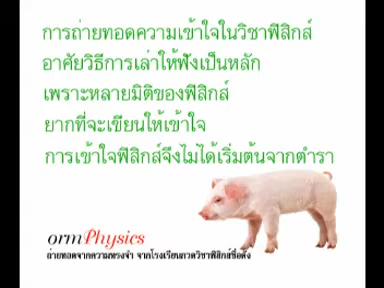 การถ่ายทอดความเข้าใจในวิชาฟิสิกส์
อาศัยวิธีการเล่าให้ฟังเป็นหลัก
เพราะหลายมิติของฟิสิกส์
ยากที่จะเขียนให้เข้าใจ
การเข้าใจฟิสิกส์จึงไม่ได้เริ่มต้นจากตำรา
ormPhysics
ถ่ายทอดจากความทรงจำ จากโรงเรียนกวดวิชาฟิสิกส์ชื่อดัง